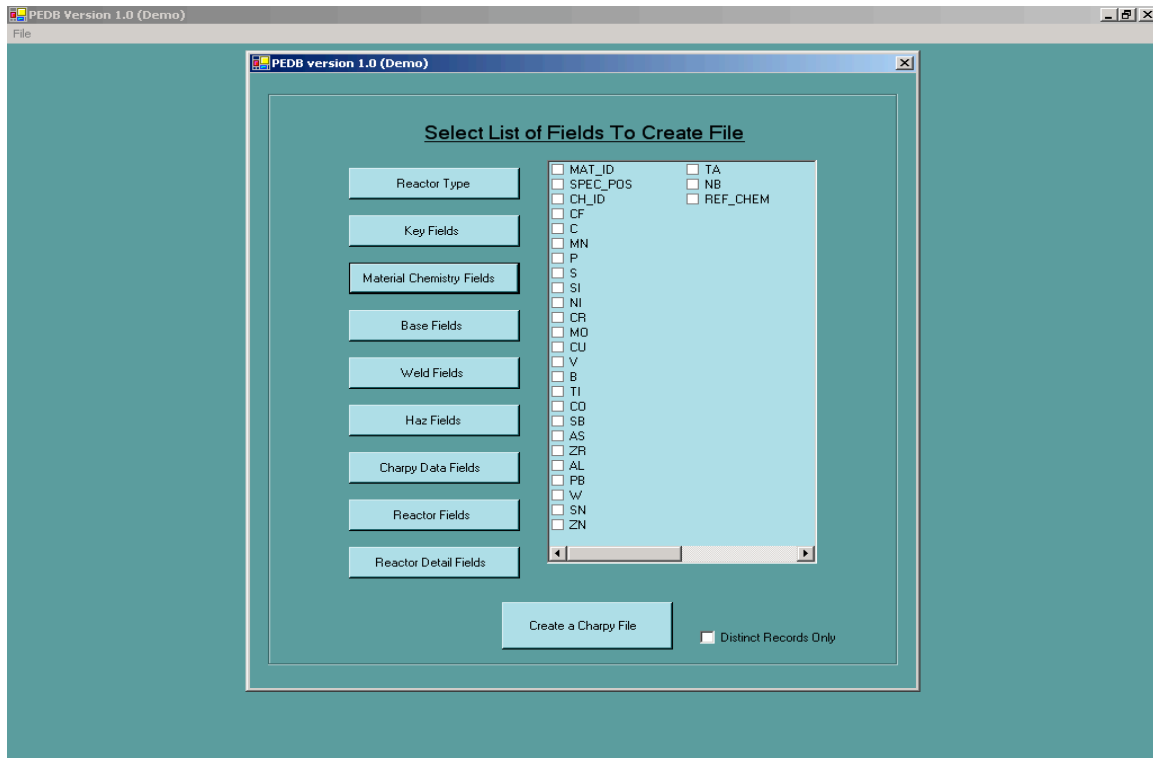 PEDB Version 1.0 (Demo)
File
PEDB version 1.0 (Demo)
Select List of Fields To Create File
Reactor Type
Key Fields
Material Chemistry Fields
Base Fields
Weld Fields
Haz Fields
Charpy Data Fields
Reactor Fields
Reactor Detail Fields
MAT_ID
SPEC_POS
CH_ID
CF
C
MN
P
S
SI
NI
CR
MO
CU
V
B
TI
CO
SB
AS
ZR
AL
PB
W
SN
ZN
TA
NB
REF_CHEM
Create a Charpy File
Distinct Records Only